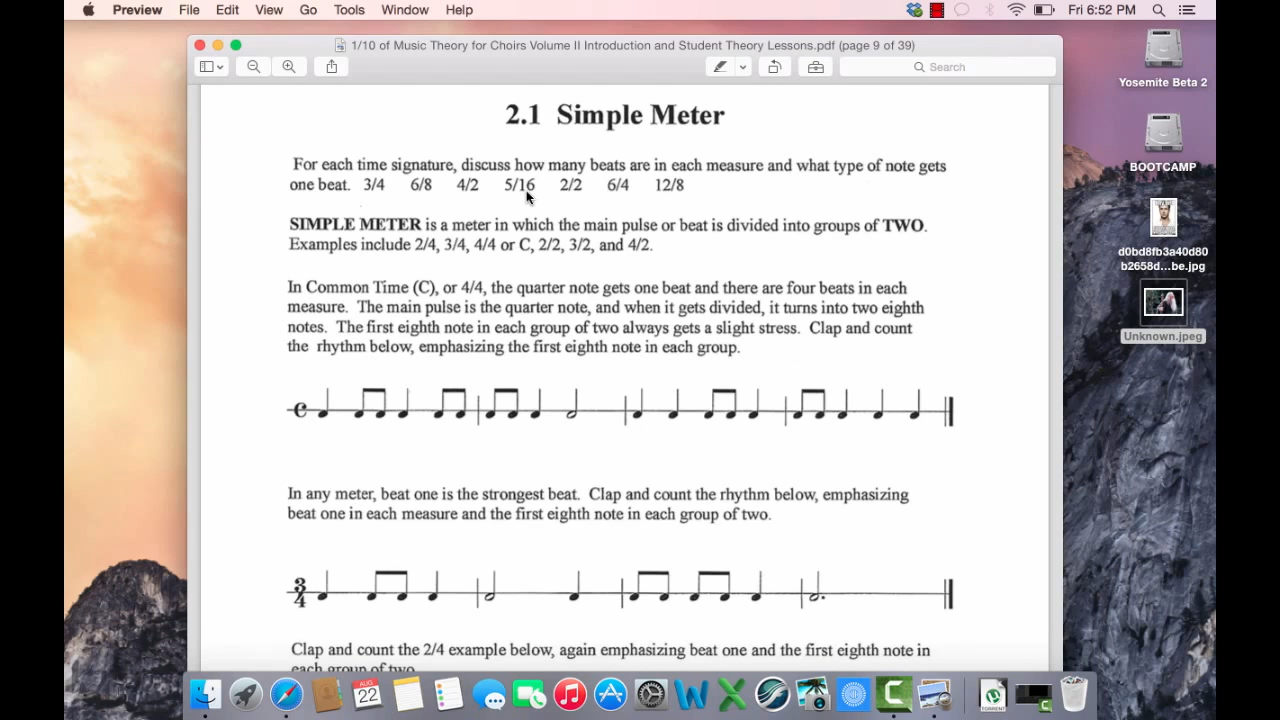 Preview File Edit View Go Tools Window Help Fri 6:52 PM
1/10 of Music Theory for Choirs Volume II Introduction and Student Theory Lessons.pdf (page 9 of 39)
Search
Yosemite Beta 2
BOOTCAMP
d0bd8fb3a40d80
b2658d...be.jpg
Unknown.jpeg
2.1 Simple Meter
For each time signature, discuss how many beats are in each measure and what type of note gets
one beat. 3/4 6/8 4/2 5/16 2/2 6/4 12/8
SIMPLE METER is a meter in which the main pulse or beat is divided into groups of TWO.
Examples include 2/4, 3/4, 4/4 or C, 2/2, 3/2, and 4/2.
In Common Time (C), or 4/4, the quarter note gets one beat and there are four beats in each
measure. The main pulse is the quarter note, and when it gets divided, it turns into two eighth
notes. The first eighth note in each group of two always gets a slight stress. Clap and count
the rhythm below, emphasizing the first eighth note in each group.
In any meter, beat one is the strongest beat. Clap and count the rhythm below, emphasizing
beat one in each measure and the first eighth note in each group of two.
3
4
Clap and count the 2/4 example below, again emphasizing beat one and the first eighth note in
each group of two
AUG
22
TORRENT